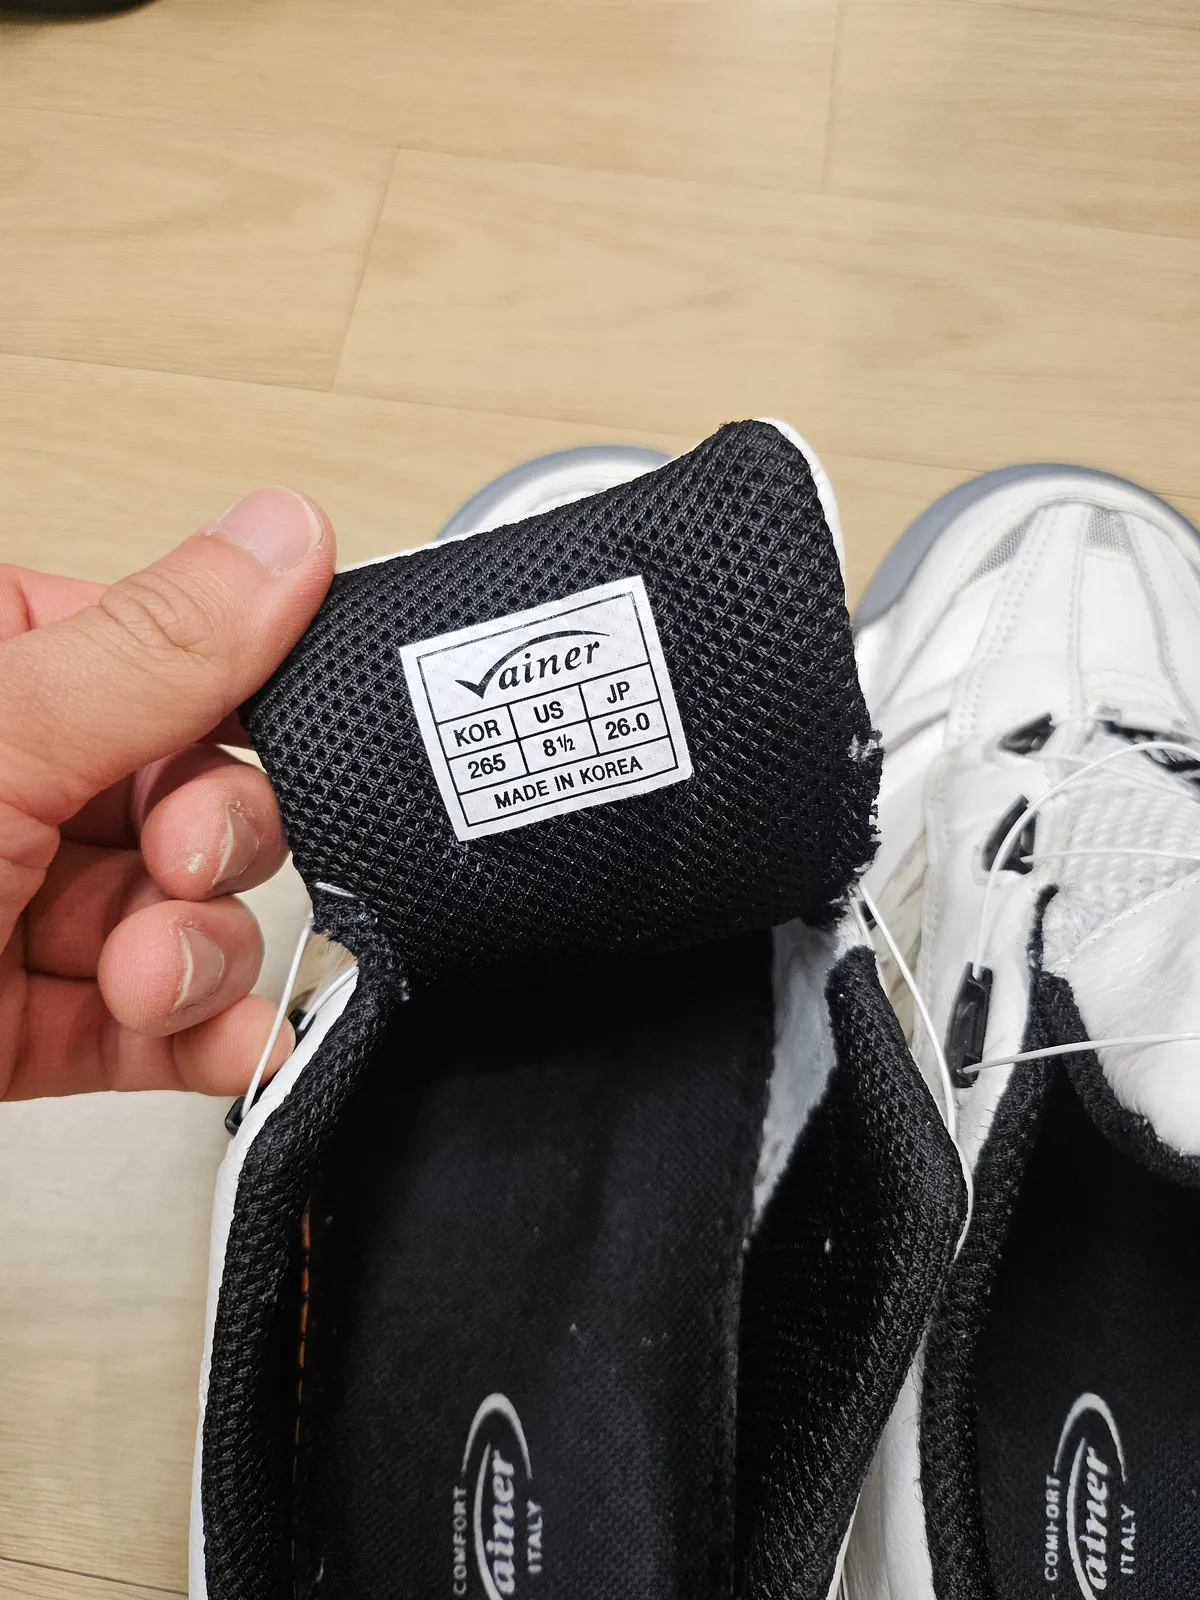 Vainer
KOR US JP
265 8½ 26.0
MADE IN KOREA
COMFORT
Vainer
ITALY
COMFORT
Vainer
ITALY